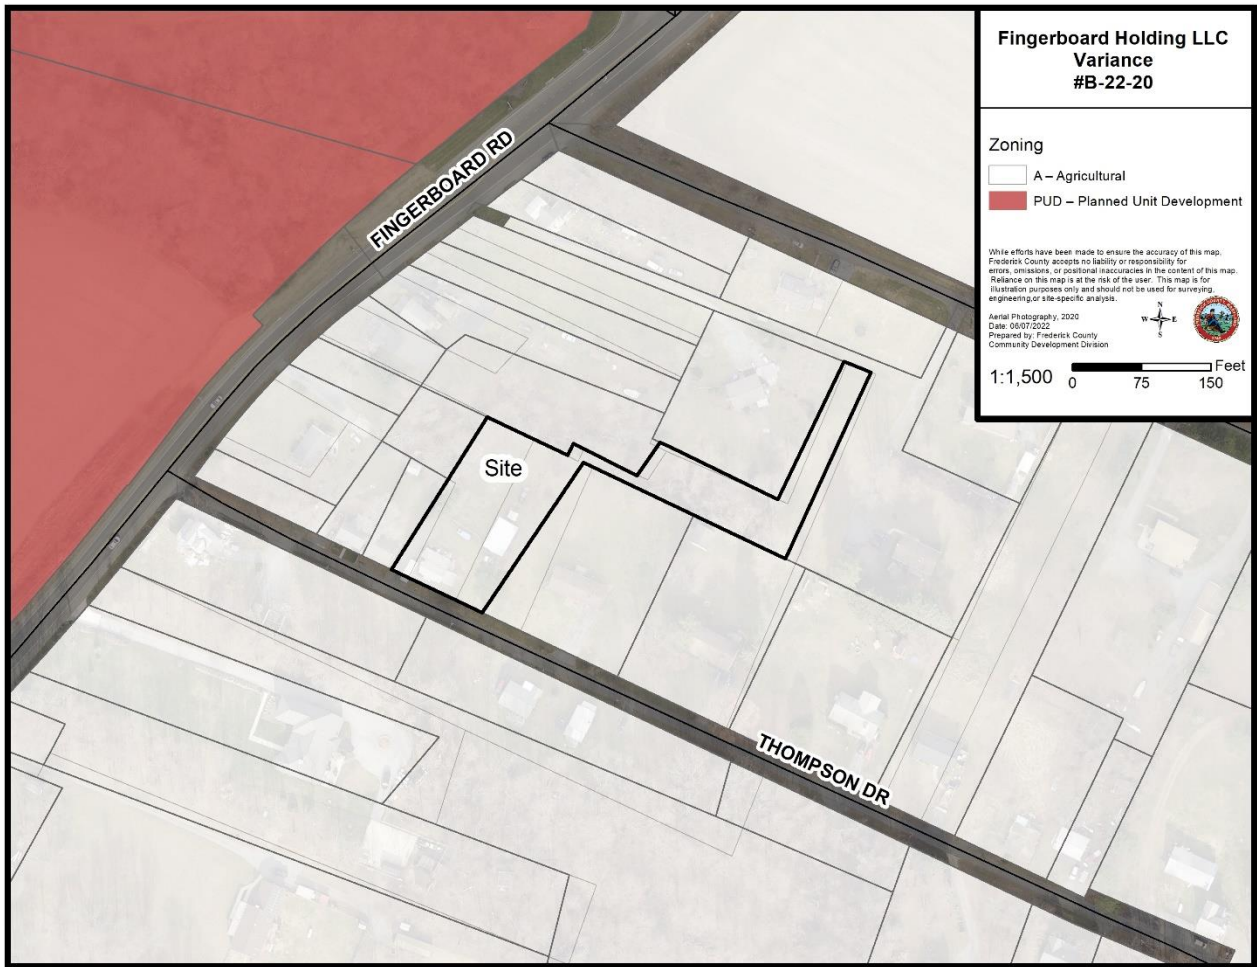 Fingerboard Holding LLC
Variance
#B-22-20
Zoning
A – Agricultural
PUD – Planned Unit Development
While efforts have been made to ensure the accuracy of this map,
Frederick County accepts no liability or responsibility for
errors, omissions, or positional inaccuracies in the content of this map.
Reliance on this map is at the risk of the user. This map is for
illustration purposes only and should not be used for surveying,
engineering,or site-specific analysis.
Aerial Photography, 2020
Date: 06/07/2022
Prepared by: Frederick County
Community Development Division
N
W E
S
1:1,500
Feet
0 75 150
FINGERBOARD RD
Site
THOMPSON DR